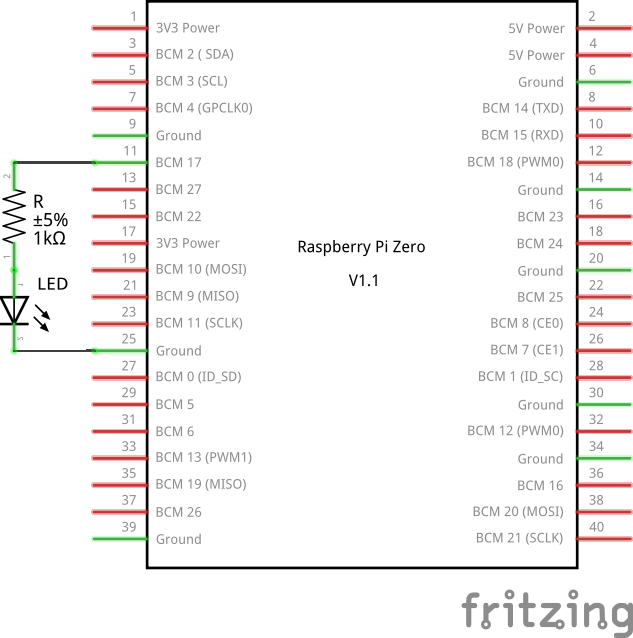 1 3V3 Power 5V Power 2
3 BCM 2 ( SDA) 5V Power 4
5 BCM 3 (SCL) Ground 6
7 BCM 4 (GPCLK0) BCM 14 (TXD) 8
9 Ground BCM 15 (RXD) 10
11 BCM 17 BCM 18 (PWM0) 12
13 BCM 27 Ground 14
15 BCM 22 BCM 23 16
17 3V3 Power BCM 24 18
19 BCM 10 (MOSI) Ground 20
21 BCM 9 (MISO) BCM 25 22
23 BCM 11 (SCLK) BCM 8 (CE0) 24
25 Ground BCM 7 (CE1) 26
27 BCM 0 (ID_SD) BCM 1 (ID_SC) 28
29 BCM 5 Ground 30
31 BCM 6 BCM 12 (PWM0) 32
33 BCM 13 (PWM1) Ground 34
35 BCM 19 (MISO) BCM 16 36
37 BCM 26 BCM 20 (MOSI) 38
39 Ground BCM 21 (SCLK) 40
Raspberry Pi Zero
V1.1
2
R
±5%
1kΩ
1
LED
fritzing